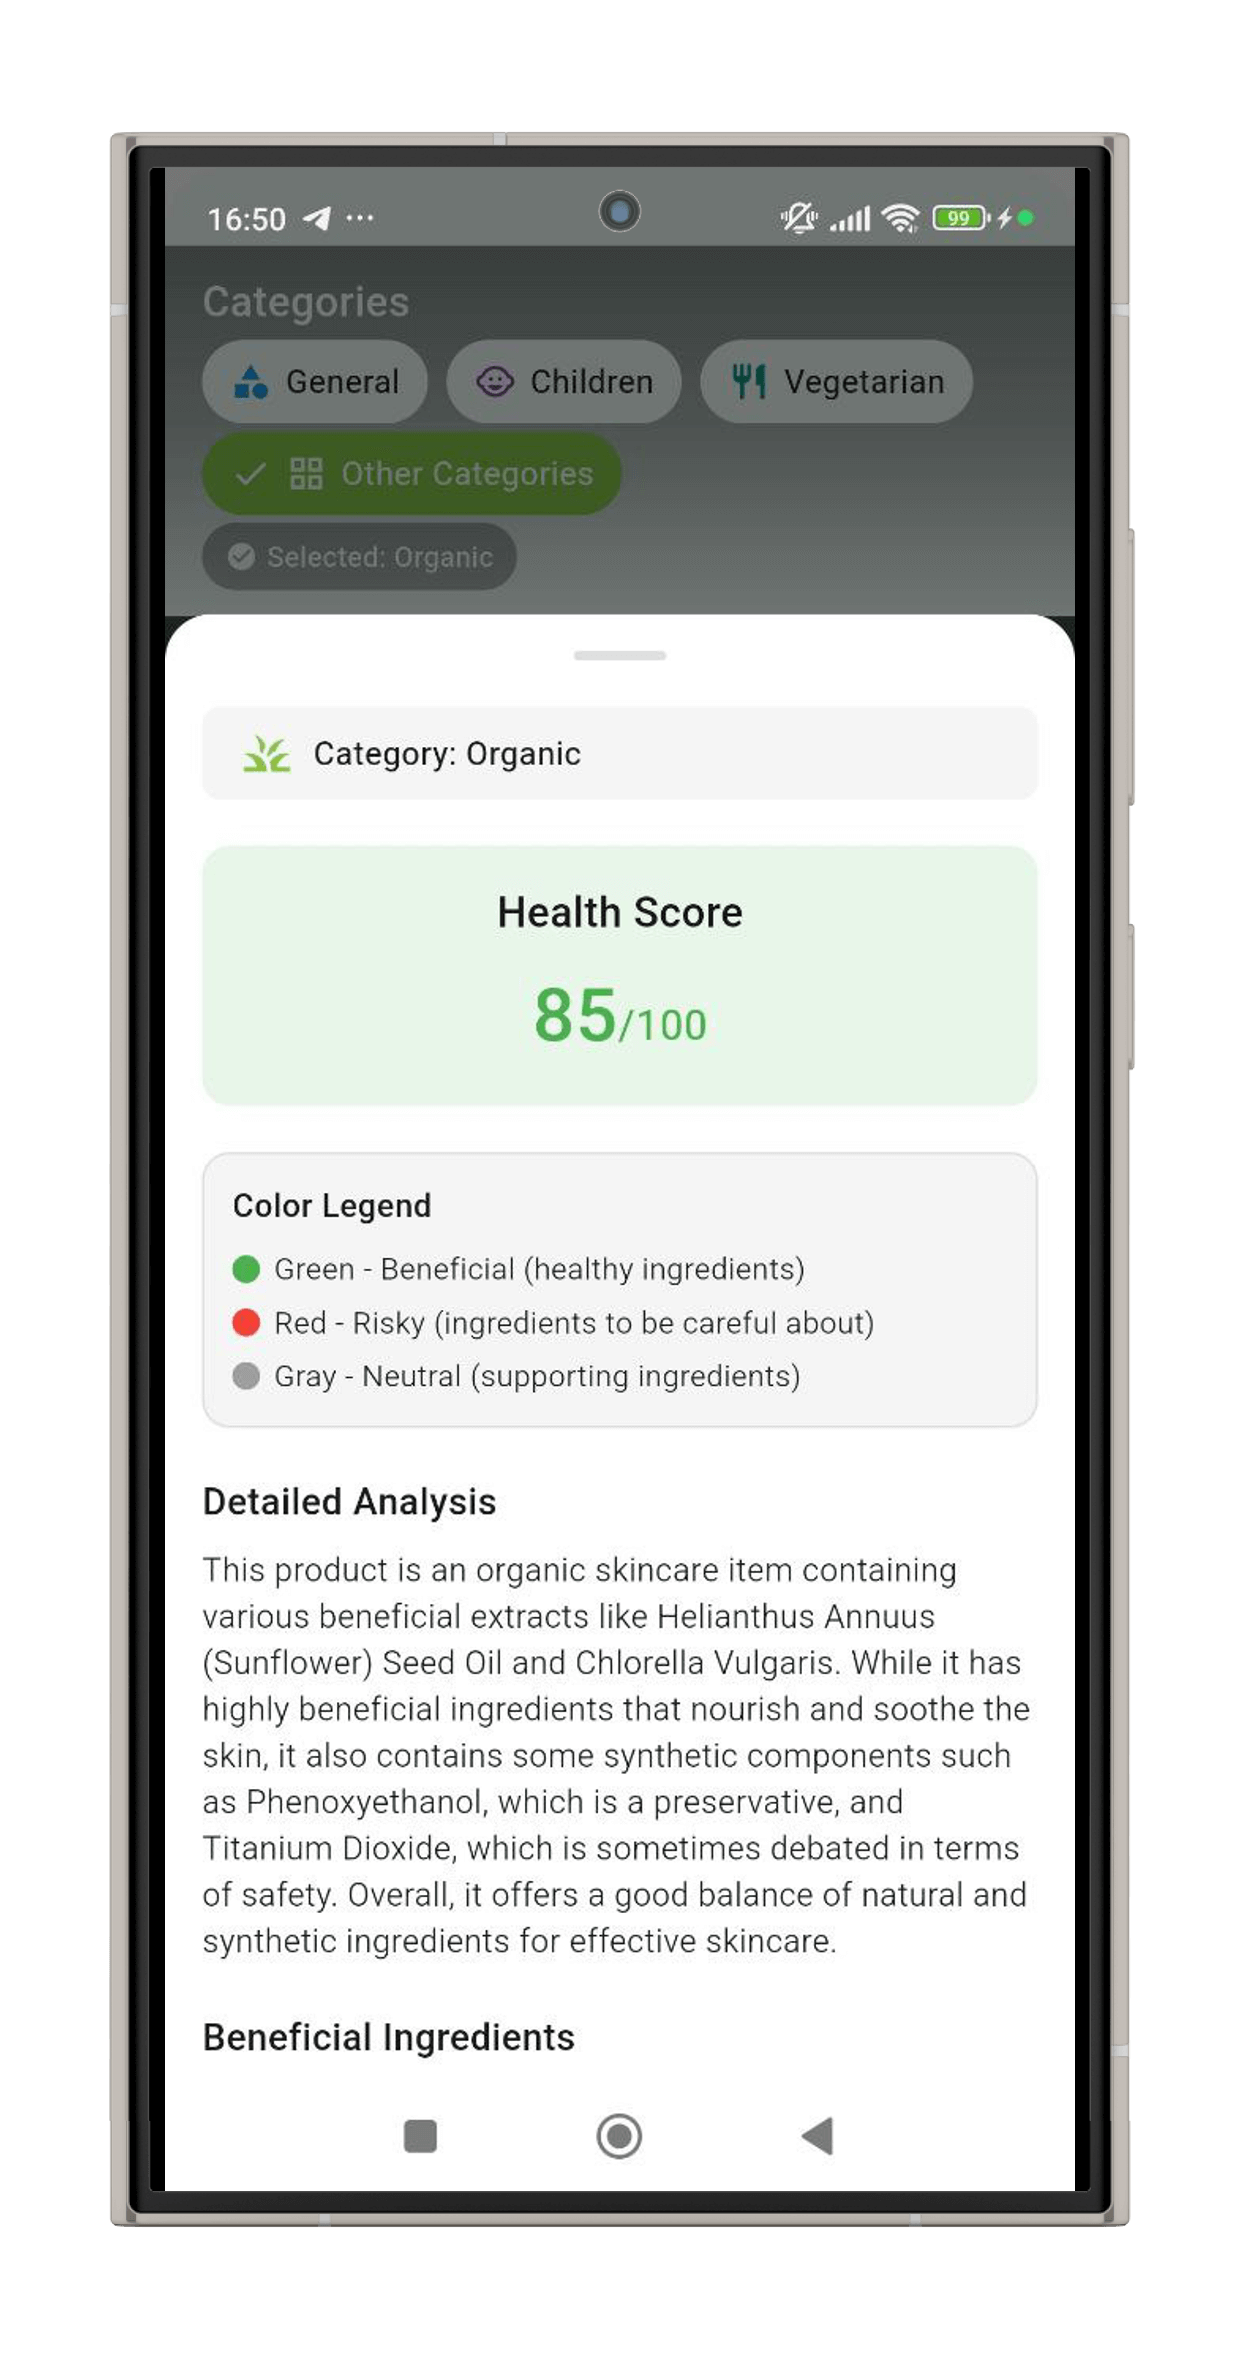 16:50
99
Categories
General
Children
Vegetarian
Other Categories
Selected: Organic
Category: Organic
Health Score
85/100
Color Legend
Green - Beneficial (healthy ingredients)
Red - Risky (ingredients to be careful about)
Gray - Neutral (supporting ingredients)
Detailed Analysis
This product is an organic skincare item containing
various beneficial extracts like Helianthus Annuus
(Sunflower) Seed Oil and Chlorella Vulgaris. While it has
highly beneficial ingredients that nourish and soothe the
skin, it also contains some synthetic components such
as Phenoxyethanol, which is a preservative, and
Titanium Dioxide, which is sometimes debated in terms
of safety. Overall, it offers a good balance of natural and
synthetic ingredients for effective skincare.
Beneficial Ingredients